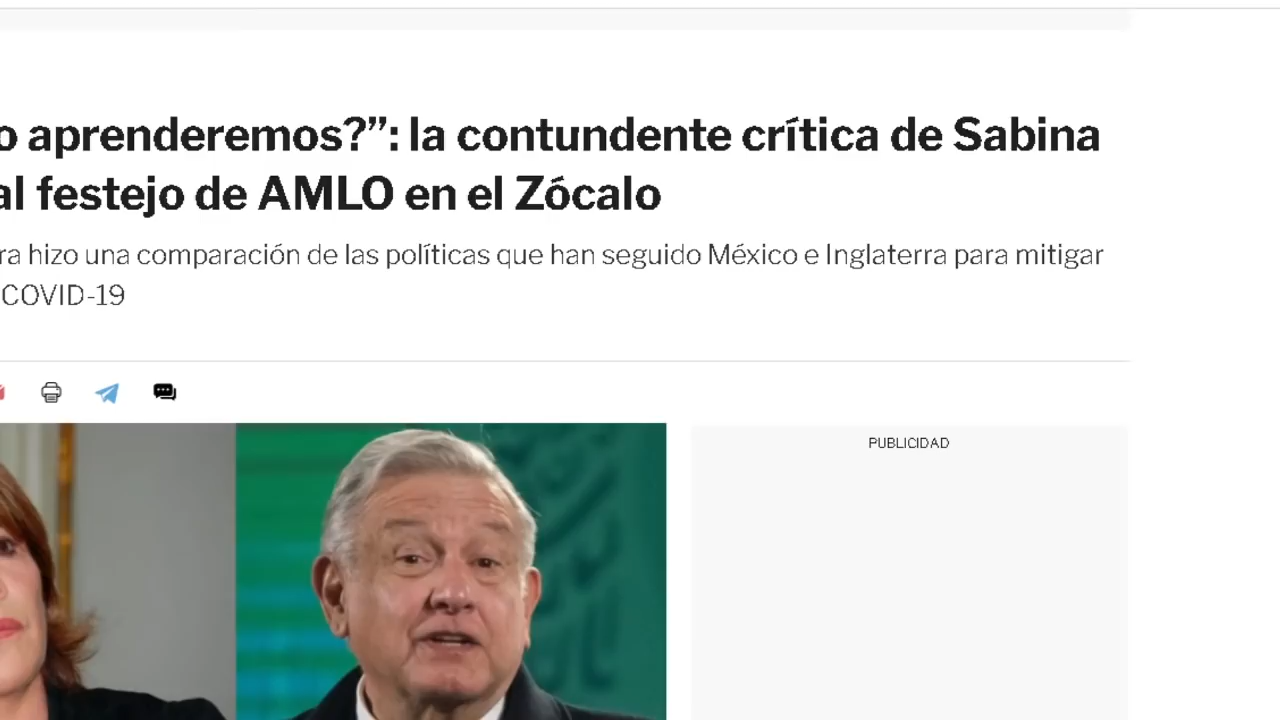 o aprenderemos?”: la contundente crítica de Sabina
al festejo de AMLO en el Zócalo
ra hizo una comparación de las políticas que han seguido México e Inglaterra para mitigar
COVID-19
PUBLICIDAD